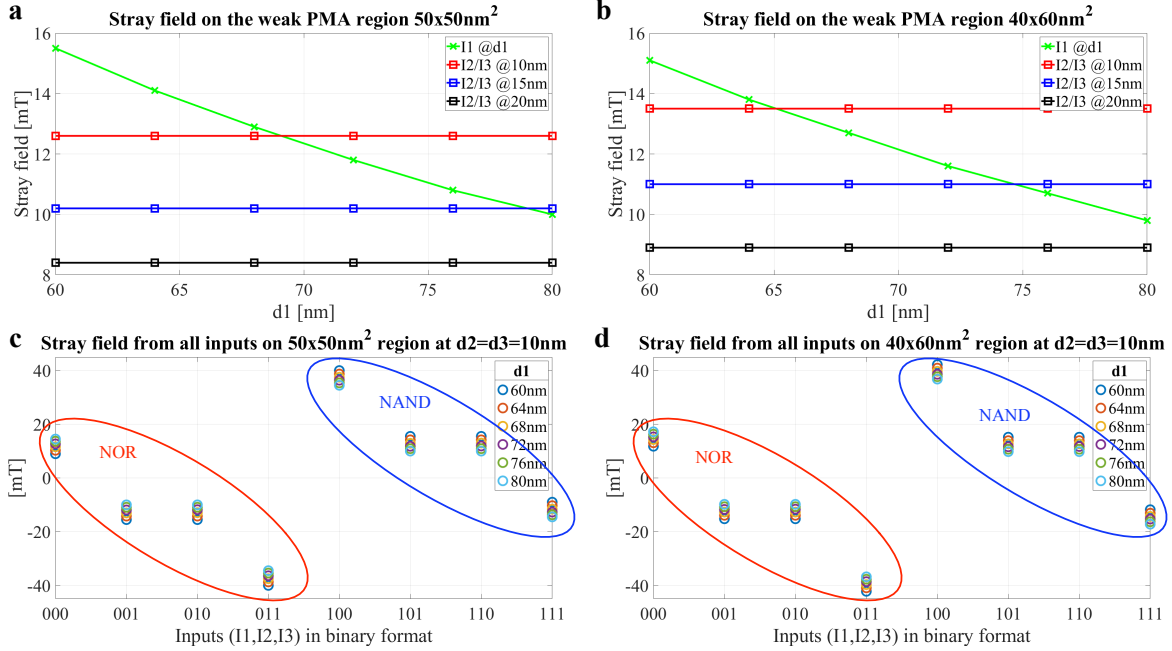 a
Stray field on the weak PMA region 50x50nm²
16
14
12
10
8
Stray field [mT]
60
65
70
75
80
d1 [nm]
I1 @d1
I2/I3 @10nm
I2/I3 @15nm
I2/I3 @20nm
b
Stray field on the weak PMA region 40x60nm²
16
14
12
10
8
Stray field [mT]
60
65
70
75
80
d1 [nm]
I1 @d1
I2/I3 @10nm
I2/I3 @15nm
I2/I3 @20nm
c
Stray field from all inputs on 50x50nm² region at d2=d3=10nm
40
20
0
-20
-40
[mT]
NOR
NAND
d1
60nm
64nm
68nm
72nm
76nm
80nm
000
001
010
011
100
101
110
111
Inputs (I1,I2,I3) in binary format
d
Stray field from all inputs on 40x60nm² region at d2=d3=10nm
40
20
0
-20
-40
[mT]
NOR
NAND
d1
60nm
64nm
68nm
72nm
76nm
80nm
000
001
010
011
100
101
110
111
Inputs (I1,I2,I3) in binary format